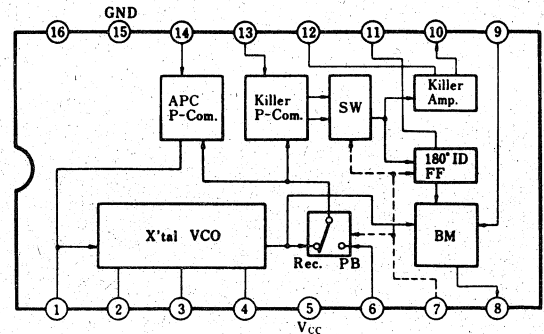 GND
16 15 14 13 12 11 10 9
APC
P-Com.
Killer
P-Com.
SW
Killer
Amp.
180° ID
FF
X'tal VCO
Rec. PB
BM
1 2 3 4 5 6 7 8
VCC